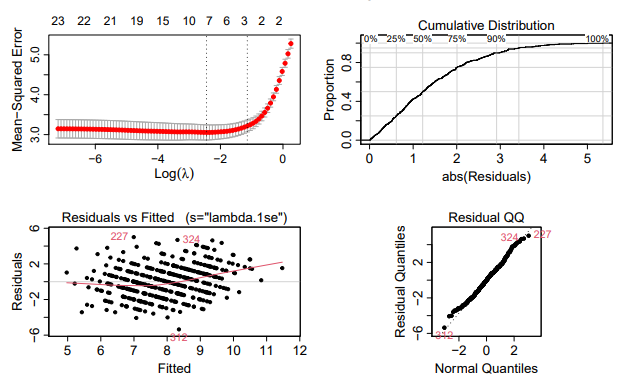 23 22 21 19 15 10 7 6 3 2 2
Mean−Squared Error
5.0
4.0
3.0
−6 −4 −2 0
Log(λ)
Cumulative Distribution
0% 25% 50% 75% 90% 100%
Proportion
0.8
0.4
0.0
0 1 2 3 4 5
abs(Residuals)
Residuals vs Fitted (s="lambda.1se")
Residuals
6
2
−2
−6
227
324
312
5 6 7 8 9 10 11 12
Fitted
Residual QQ
Residual Quantiles
2
−2
−6
324
227
312
−2 0 2
Normal Quantiles